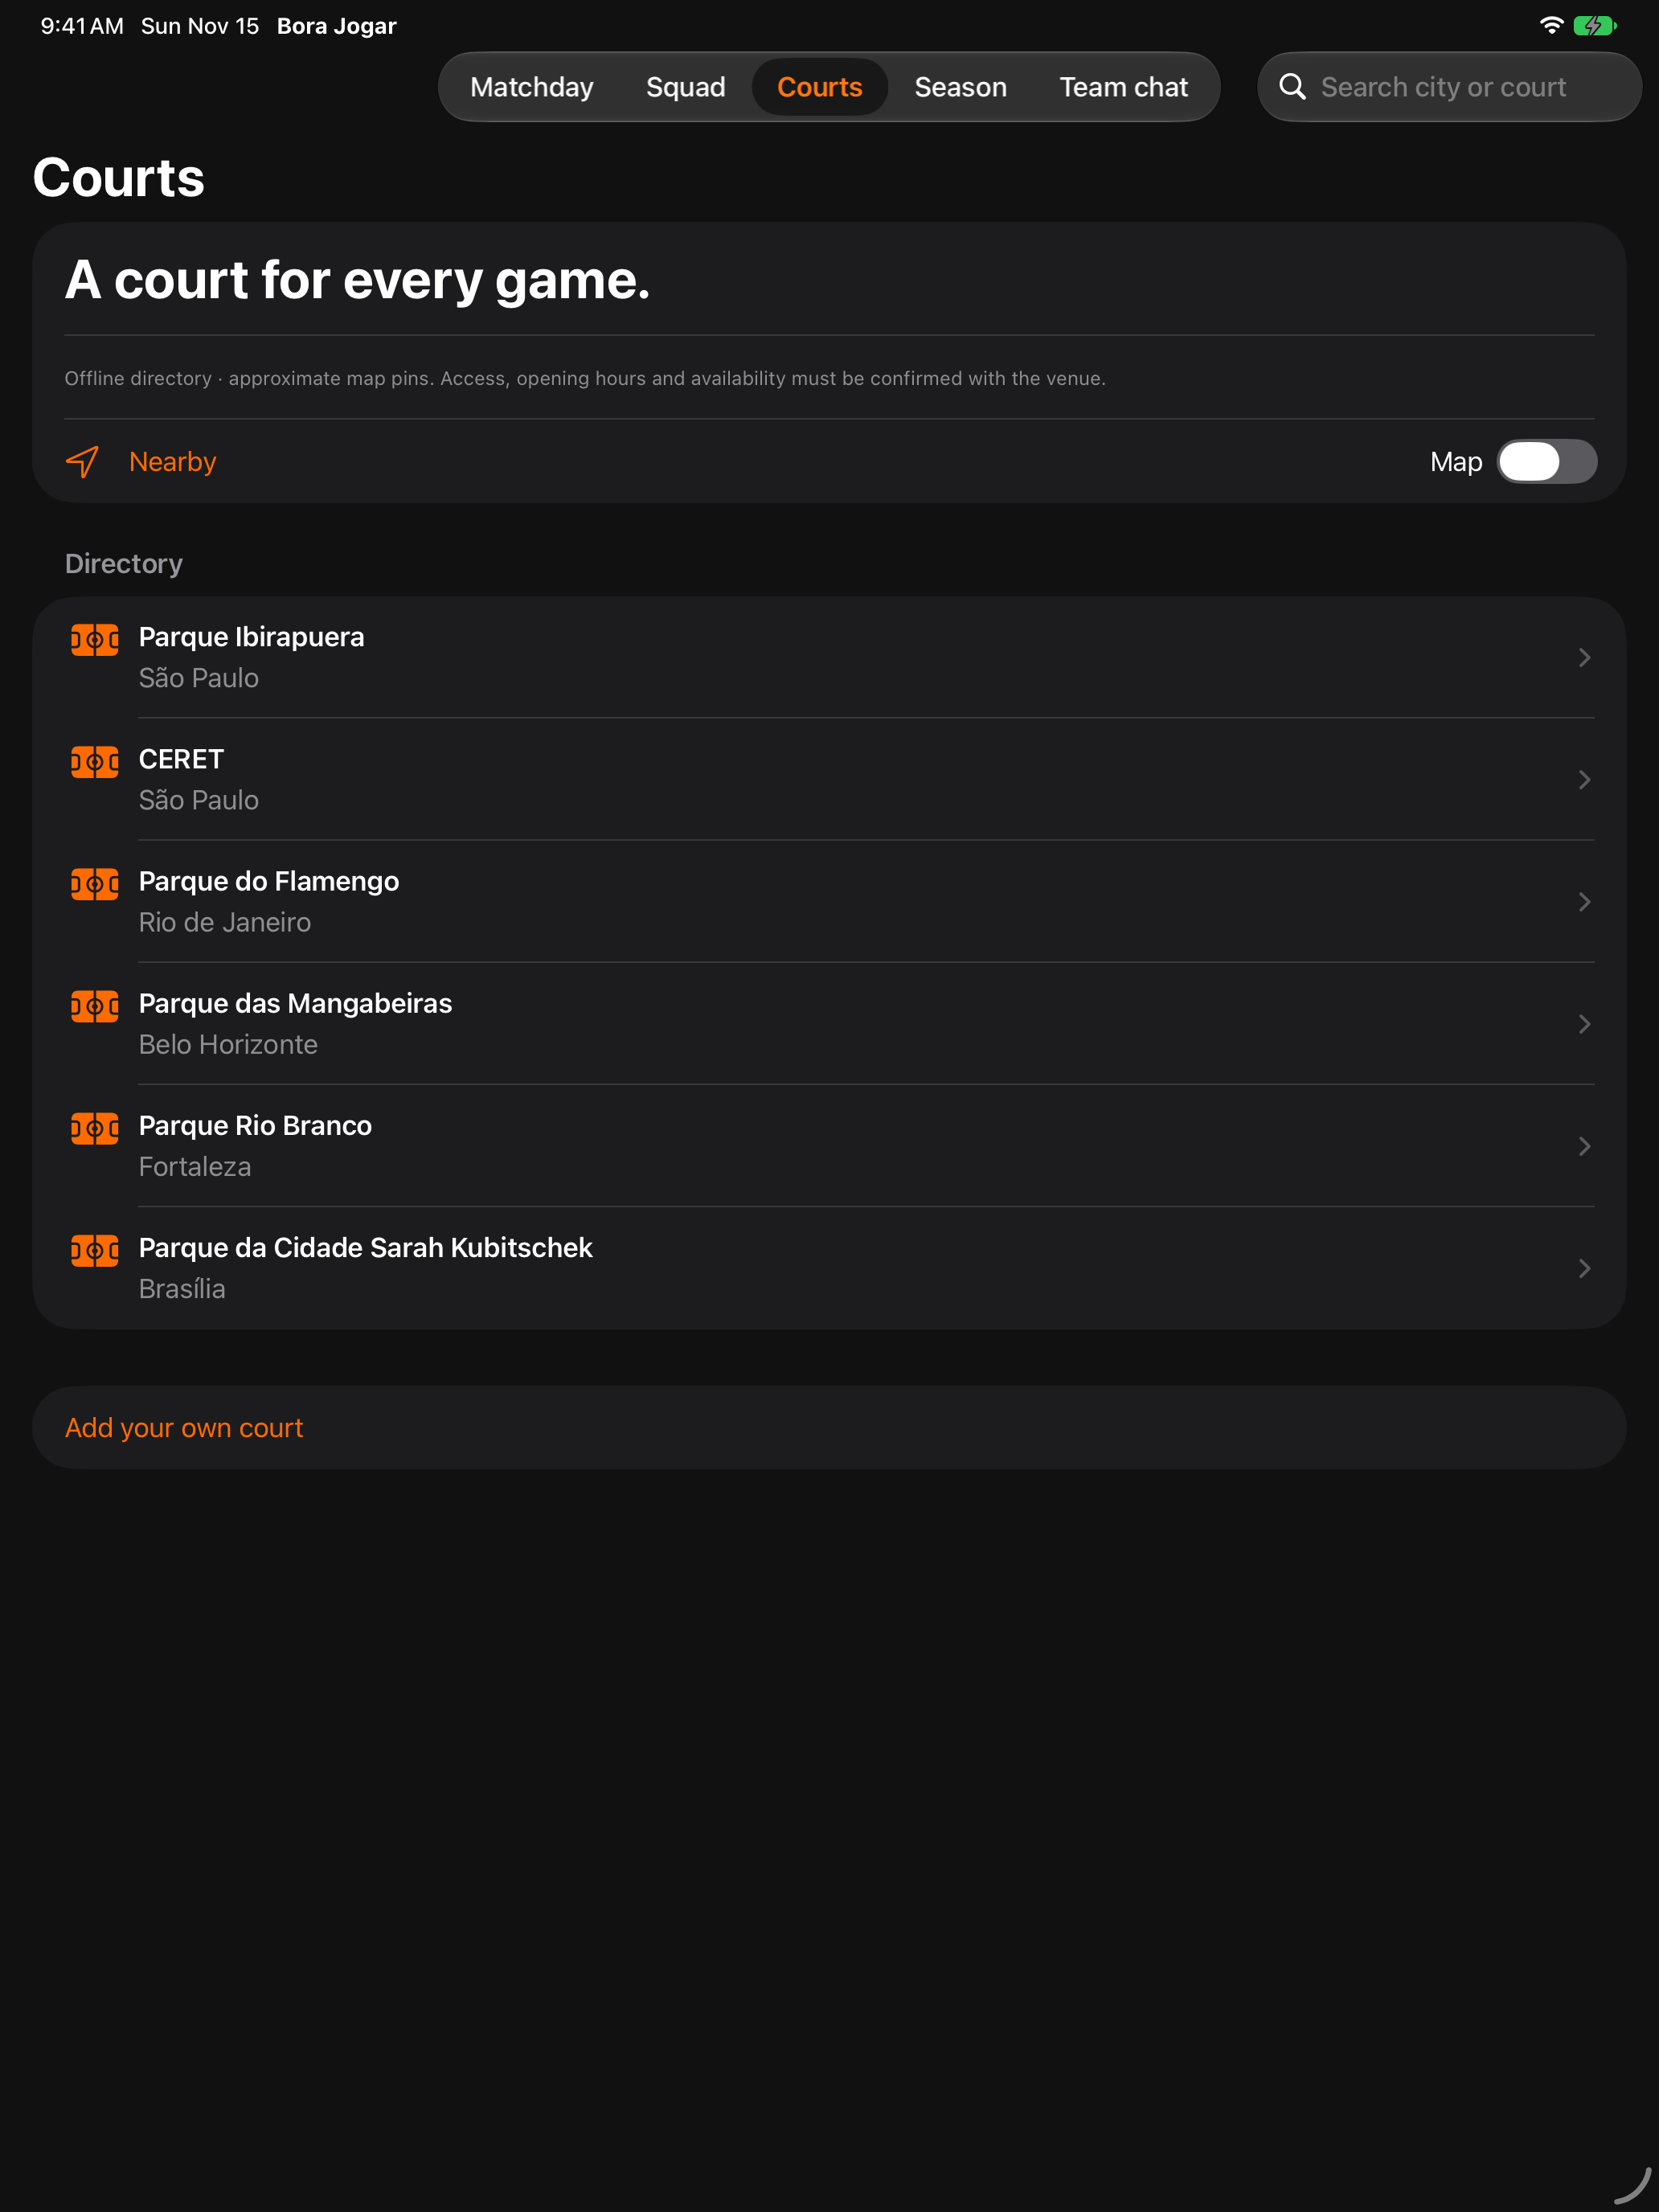 9:41 AM Sun Nov 15 Bora Jogar
Matchday Squad Courts Season Team chat Search city or court
Courts
A court for every game.
Offline directory · approximate map pins. Access, opening hours and availability must be confirmed with the venue.
Nearby Map
Directory
Parque Ibirapuera
São Paulo
CERET
São Paulo
Parque do Flamengo
Rio de Janeiro
Parque das Mangabeiras
Belo Horizonte
Parque Rio Branco
Fortaleza
Parque da Cidade Sarah Kubitschek
Brasília
Add your own court